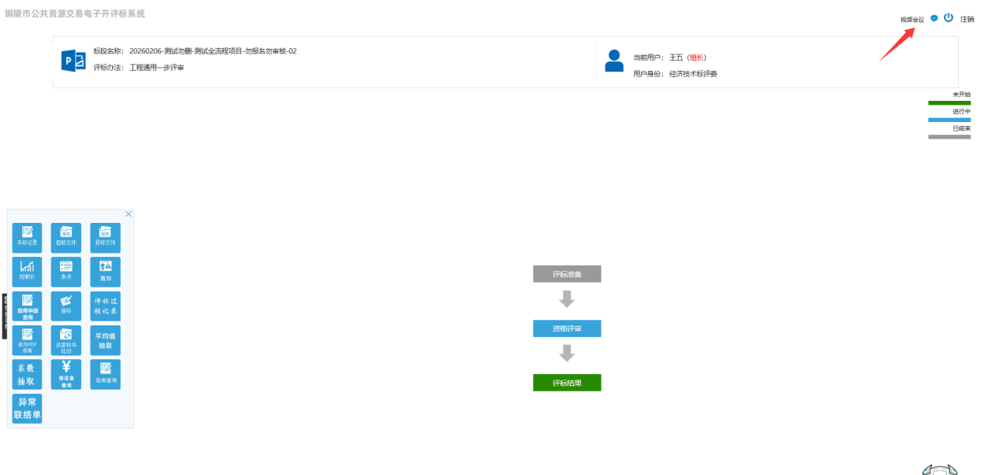 铜陵市公共资源交易电子开评标系统
视频会议
注销
标段名称： 20260206-测试勿删-测试全流程项目-勿报名勿审核-02
评标办法： 工程通用一步评审
当前用户： 王五（组长）
用户身份： 经济技术标评委
未开始
进行中
已结束
开标记录
招标文件
投标文件
控制价
表决
通知
信用中国
查询
评标过
程记录
多家标书
比对
平均值
抽取
系数
抽取
保证金
查询
信用查询
异常
联络单
评标准备
资格评审
评标结果